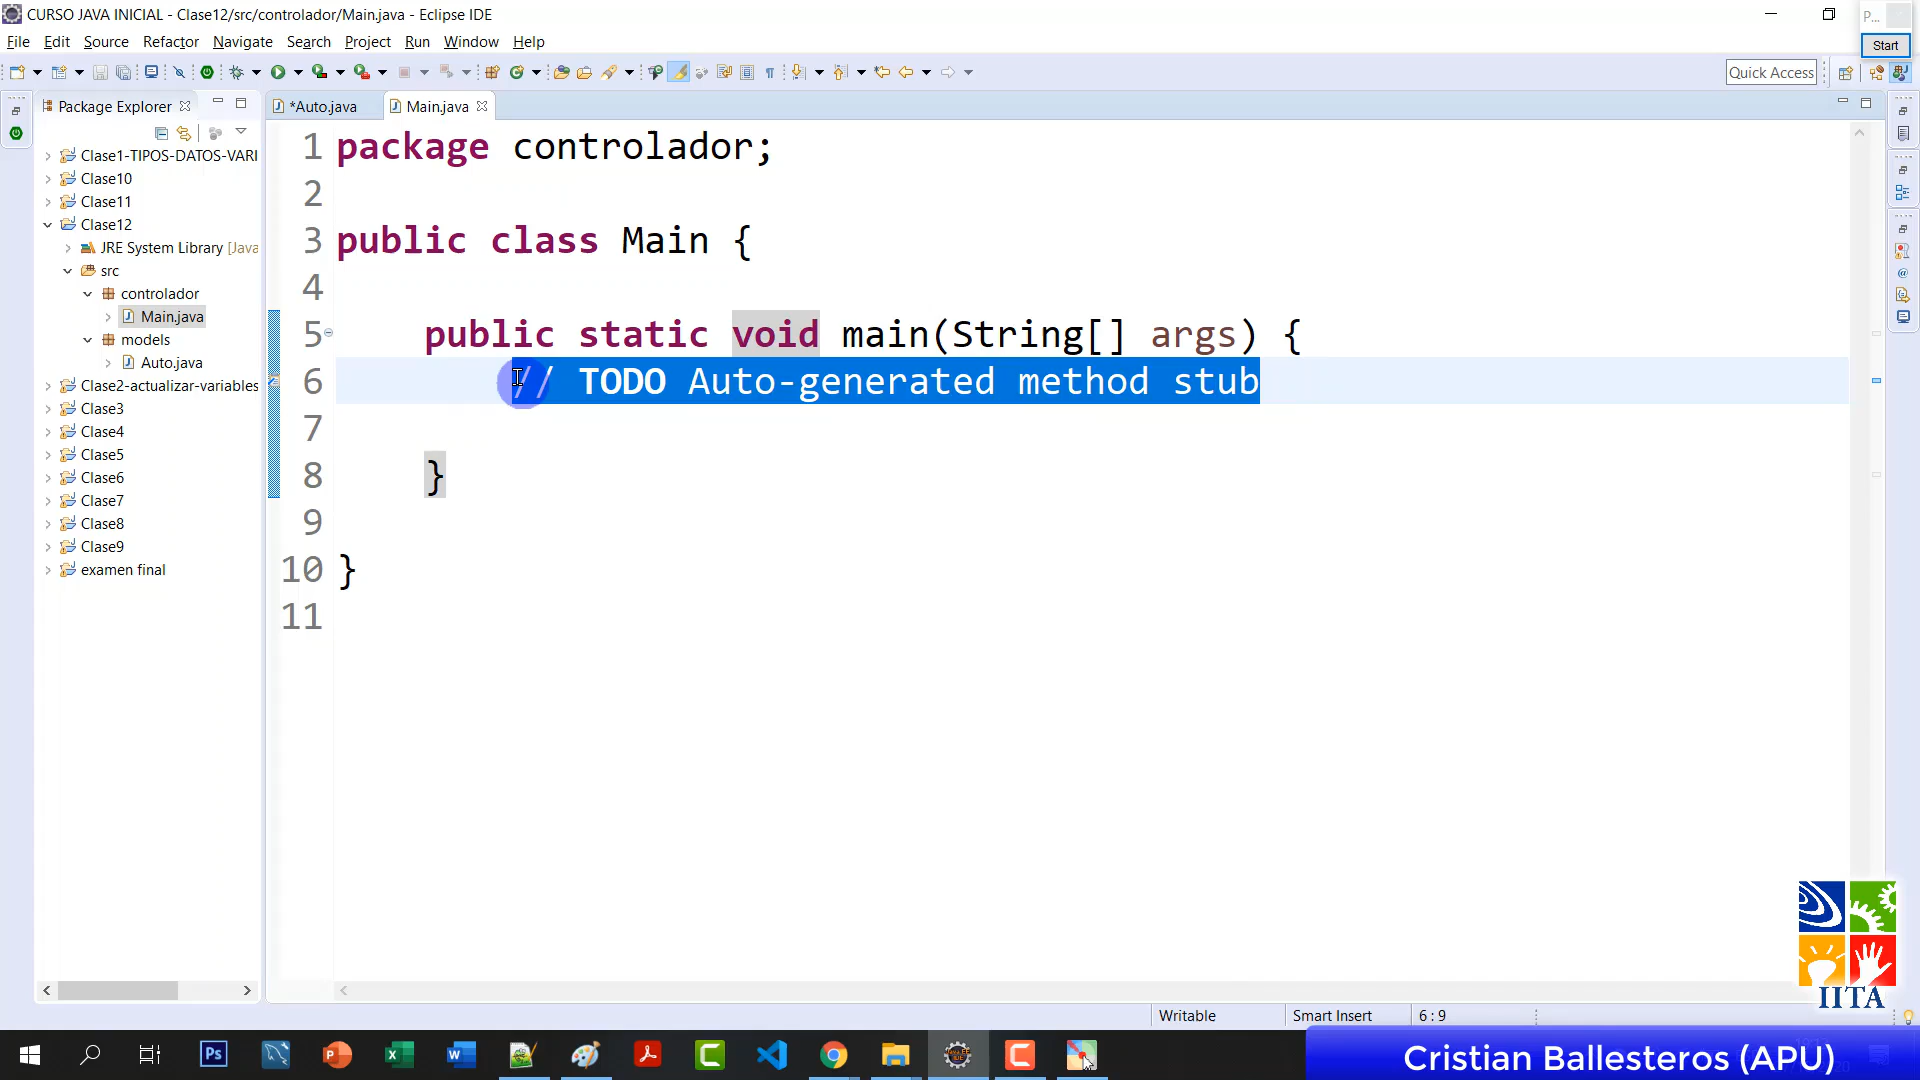 CURSO JAVA INICIAL - Clase12/src/controlador/Main.java - Eclipse IDE
P...
File Edit Source Refactor Navigate Search Project Run Window Help
Start
Quick Access
Package Explorer
*Auto.java
Main.java
Clase1-TIPOS-DATOS-VARI
Clase10
Clase11
Clase12
JRE System Library [Java
src
controlador
Main.java
models
Auto.java
Clase2-actualizar-variables
Clase3
Clase4
Clase5
Clase6
Clase7
Clase8
Clase9
examen final
1 package controlador;
2
3 public class Main {
4
5 public static void main(String[] args) {
6 // TODO Auto-generated method stub
7
8 }
9
10 }
11
IITA
Writable
Smart Insert
6 : 9
Cristian Ballesteros (APU)